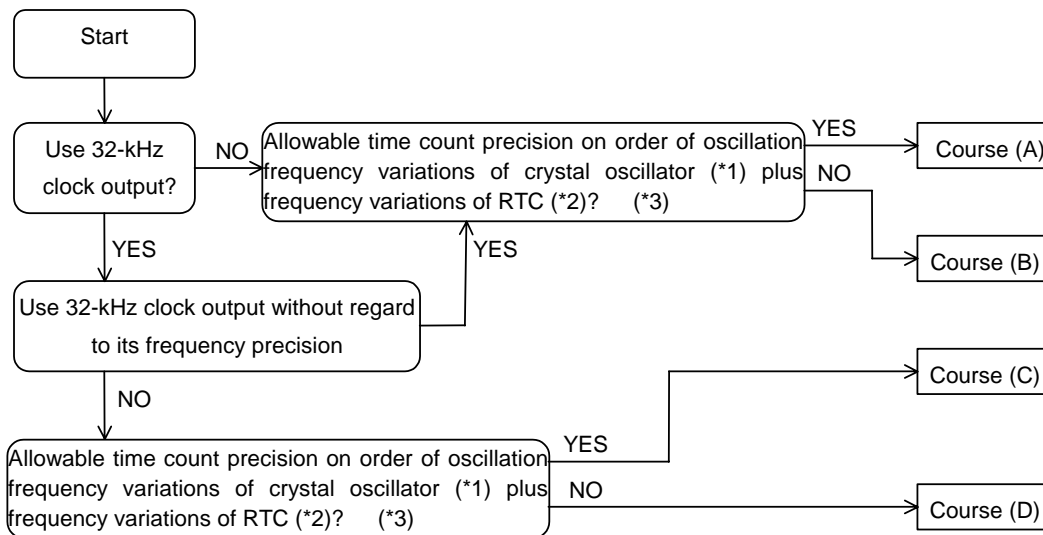 Start
Use 32-kHz
clock output?
NO
YES
Allowable time count precision on order of oscillation
frequency variations of crystal oscillator (*1) plus
frequency variations of RTC (*2)? (*3)
YES
NO
Course (A)
Course (B)
Use 32-kHz clock output without regard
to its frequency precision
YES
NO
Allowable time count precision on order of oscillation
frequency variations of crystal oscillator (*1) plus
frequency variations of RTC (*2)? (*3)
YES
NO
Course (C)
Course (D)